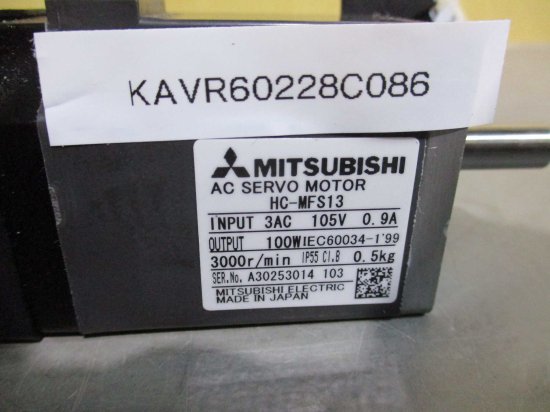 KAVR60228C086
MITSUBISHI
AC SERVO MOTOR
HC-MFS13
INPUT 3AC 105V 0.9A
OUTPUT 100W IEC60034-1'99
3000r/min IP55 Cl.B 0.5kg
SER.No. A30253014 103
MITSUBISHI ELECTRIC
MADE IN JAPAN